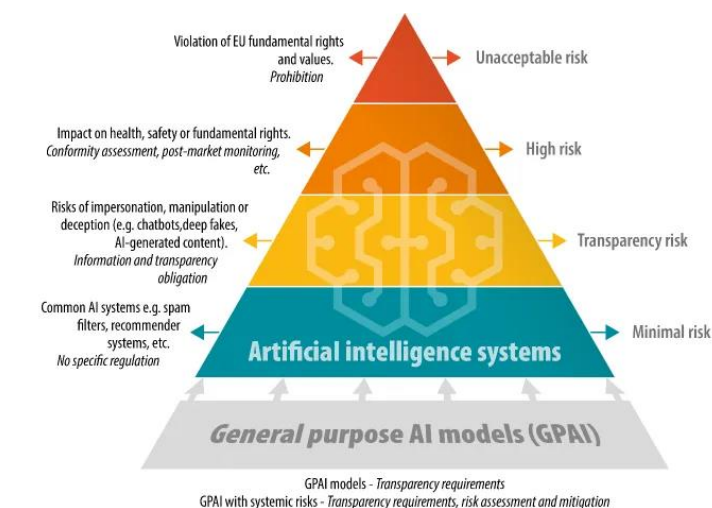 Violation of EU fundamental rights
and values.
Prohibition
Unacceptable risk
Impact on health, safety or fundamental rights.
Conformity assessment, post-market monitoring,
etc.
High risk
Risks of impersonation, manipulation or
deception (e.g. chatbots,deep fakes,
AI-generated content).
Information and transparency
obligation
Transparency risk
Common AI systems e.g. spam
filters, recommender
systems, etc.
No specific regulation
Minimal risk
Artificial intelligence systems
General purpose AI models (GPAI)
GPAI models - Transparency requirements
GPAI with systemic risks - Transparency requirements, risk assessment and mitigation